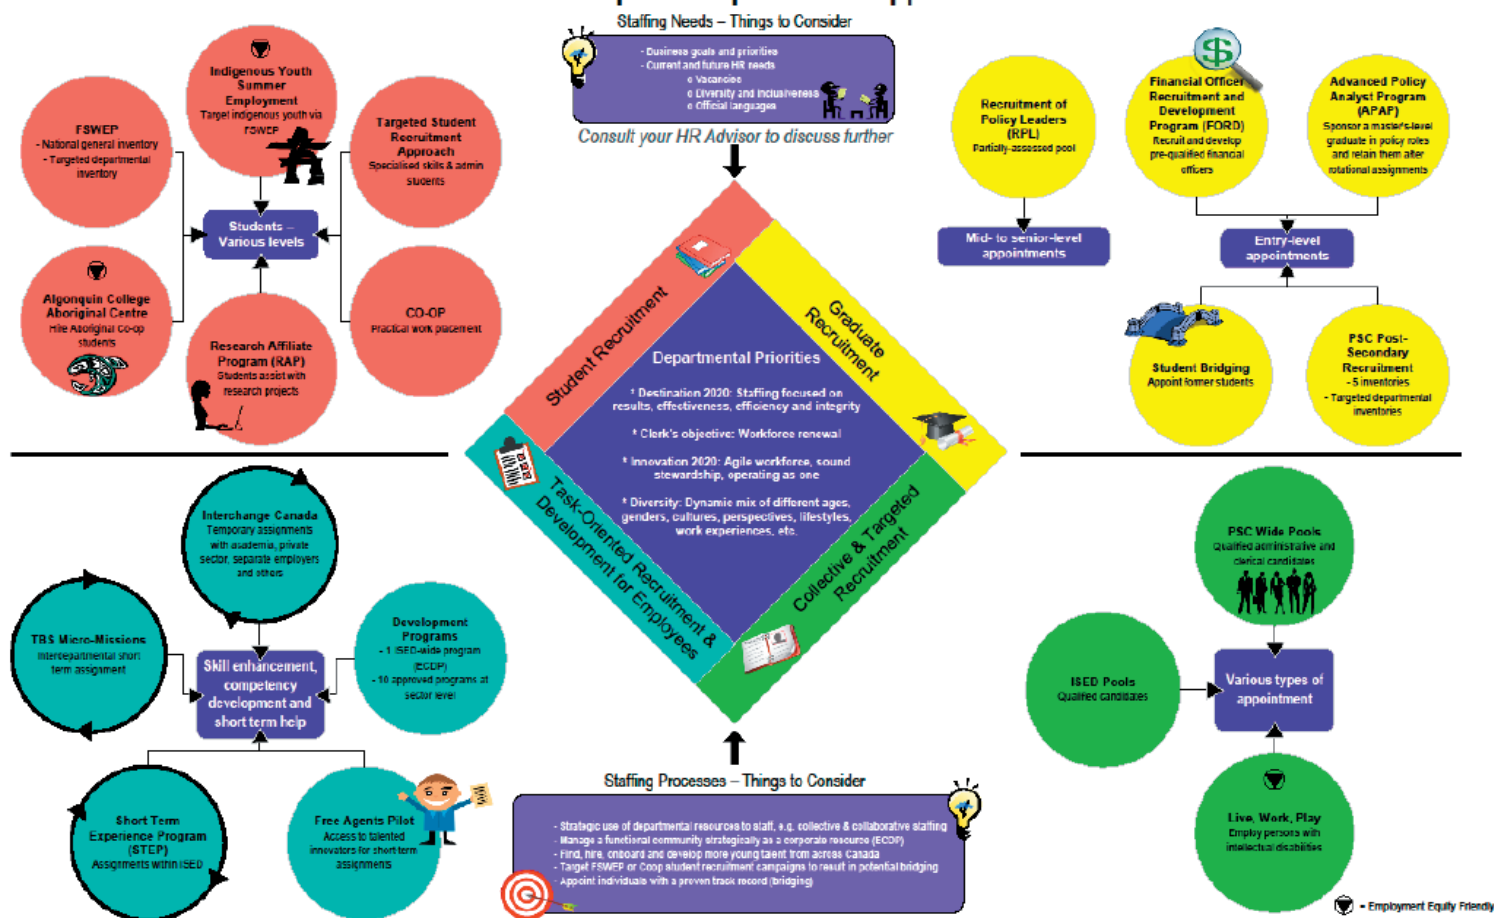 Staffing Needs – Things to Consider
- Business goals and priorities
- Current and future HR needs
o Vacancies
o Diversity and inclusiveness
o Official languages
Consult your HR Advisor to discuss further
Indigenous Youth
Summer
Employment
Target indigenous youth via
FSWEP
FSWEP
- National general inventory
- Targeted departmental
inventory
Targeted Student
Recruitment
Approach
Specialised skills & admin
students
Students –
Various levels
Algonquin College
Aboriginal Centre
Hire Aboriginal Co-op
students
Research Affiliate
Program (RAP)
Students assist with
research projects
CO-OP
Practical work placement
Recruitment of
Policy Leaders
(RPL)
Partially-assessed pool
Financial Officer
Recruitment and
Development
Program (FORD)
Recruit and develop
pre-qualified financial
officers
Advanced Policy
Analyst Program
(APAP)
Sponsor a master's-level
graduate in policy roles
and retain them after
rotational assignments
Mid- to senior-level
appointments
Entry-level
appointments
Student Bridging
Appoint former students
PSC Post-
Secondary
Recruitment
- 5 inventories
- Targeted departmental
inventories
Student Recruitment
Graduate
Recruitment
Departmental Priorities
* Destination 2020: Staffing focused on
results, effectiveness, efficiency and integrity
* Clerk's objective: Workforce renewal
* Innovation 2020: Agile workforce, sound
stewardship, operating as one
* Diversity: Dynamic mix of different ages,
genders, cultures, perspectives, lifestyles,
work experiences, etc.
Task-Oriented Recruitment &
Development for Employees
Collective & Targeted
Recruitment
Interchange Canada
Temporary assignments
with academia, private
sector, separate employers
and others
TBS Micro-Missions
Interdepartmental short
term assignment
Development
Programs
- 1 ISED-wide program
(ECDP)
- 10 approved programs at
sector level
Skill enhancement,
competency
development and
short term help
Short Term
Experience Program
(STEP)
Assignments within ISED
Free Agents Pilot
Access to talented
innovators for short-term
assignments
PSC Wide Pools
Qualified administrative and
clerical candidates
ISED Pools
Qualified candidates
Various types of
appointment
Live, Work, Play
Employ persons with
intellectual disabilities
Staffing Processes – Things to Consider
- Strategic use of departmental resources to staff, e.g. collective & collaborative staffing
- Manage a functional community strategically as a corporate resource (ECDP)
- Find, hire, onboard and develop more young talent from across Canada
- Target FSWEP or Coop student recruitment campaigns to result in potential bridging
- Appoint individuals with a proven track record (bridging)
- Employment Equity Friendly